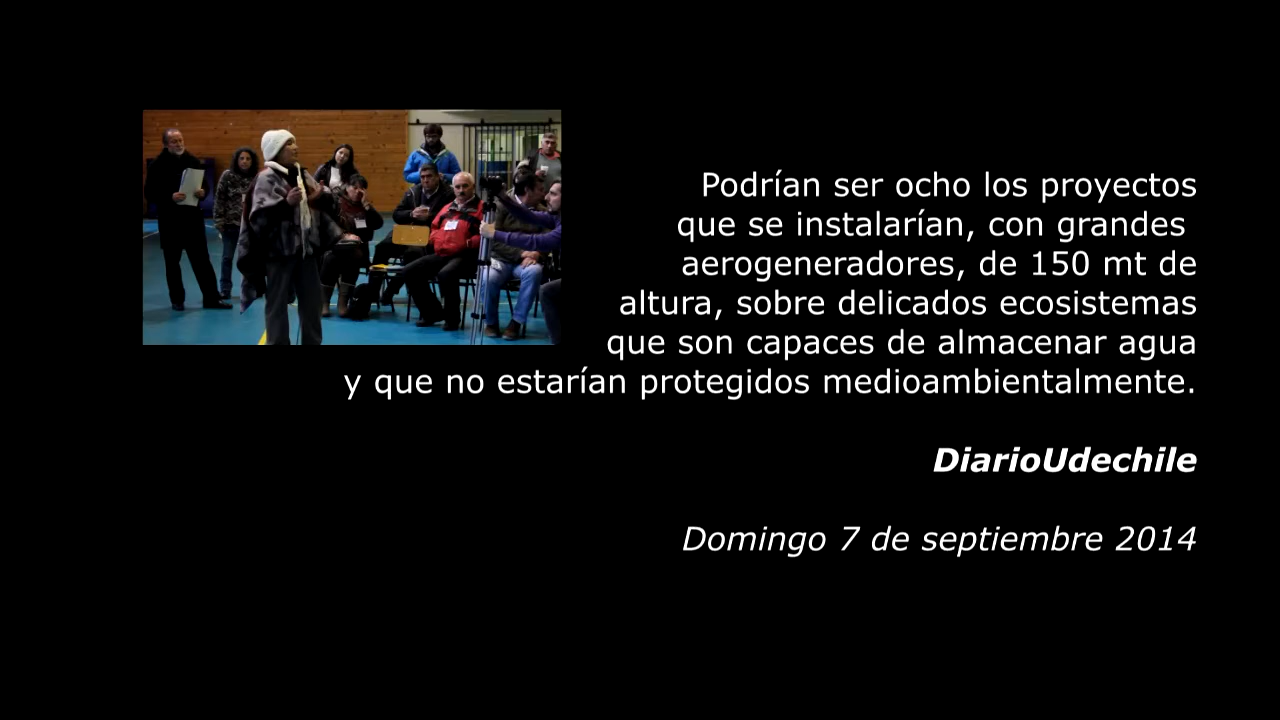 Podrían ser ocho los proyectos
que se instalarían, con grandes
aerogeneradores, de 150 mt de
altura, sobre delicados ecosistemas
que son capaces de almacenar agua
y que no estarían protegidos medioambientalmente.
DiarioUdechile
Domingo 7 de septiembre 2014